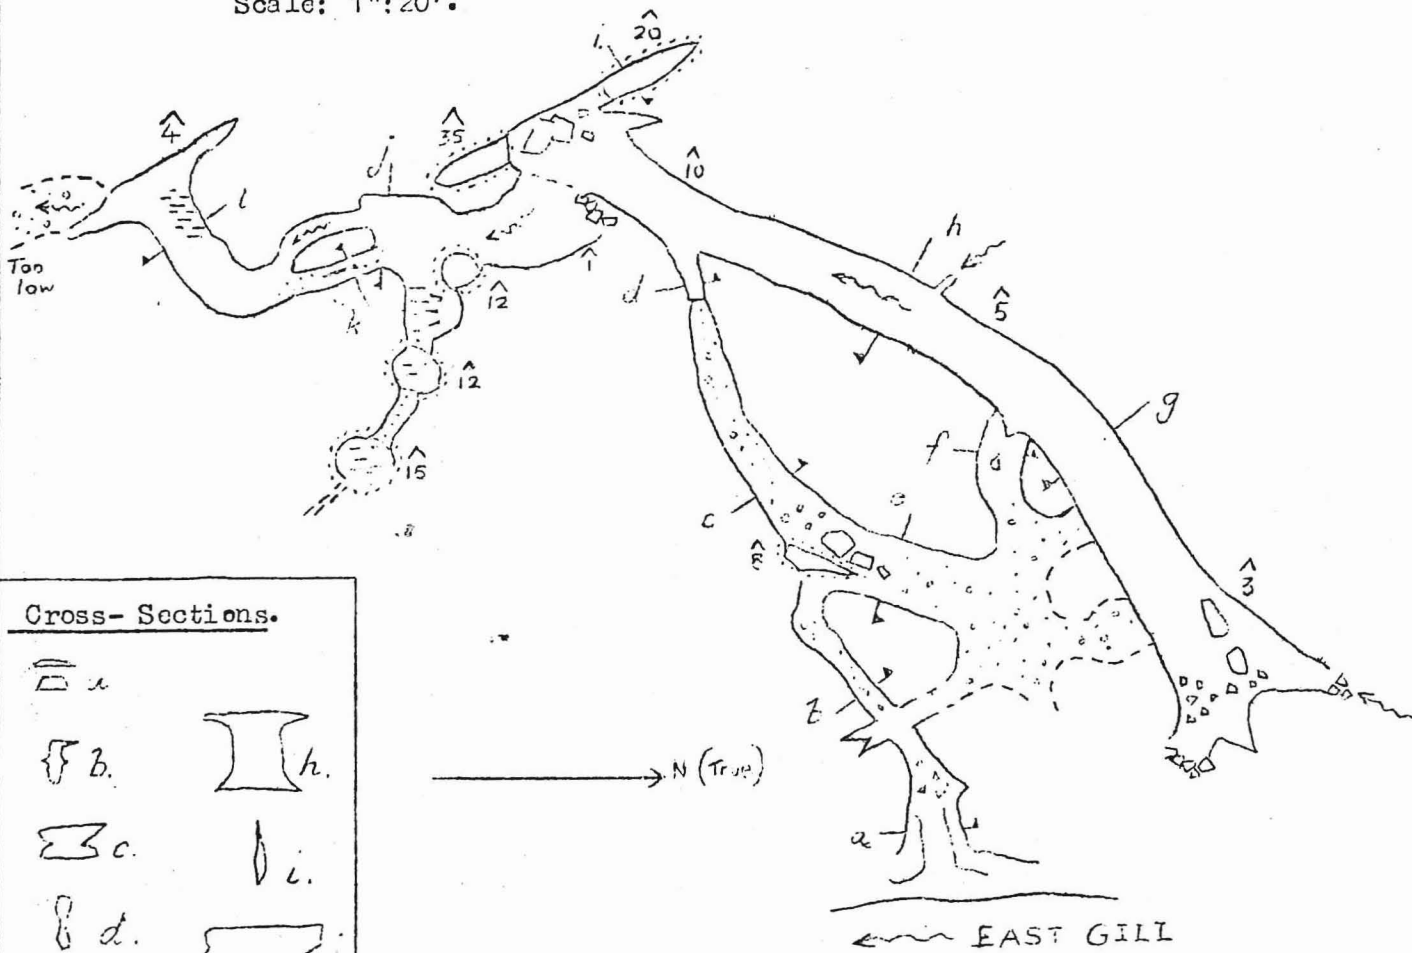 Scale: 1":20'.
i.
20
4
35
j
10
l
h
Too
low
1
d
5
k
12
12
g
f
15
c
e
8
3
Cross-Sections.
a
b.
h.
z
N (True)
c.
a
i.
d.
EAST GILL